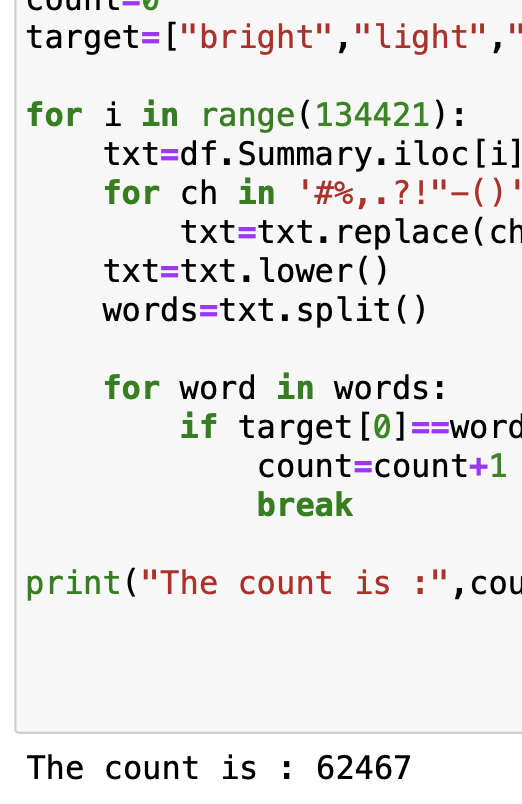 count=0
target=["bright","light","
for i in range(134421):
txt=df.Summary.iloc[i]
for ch in '#%,.?!"-()'
txt=txt.replace(ch
txt=txt.lower()
words=txt.split()
for word in words:
if target[0]==word
count=count+1
break
print("The count is :",cou
The count is : 62467